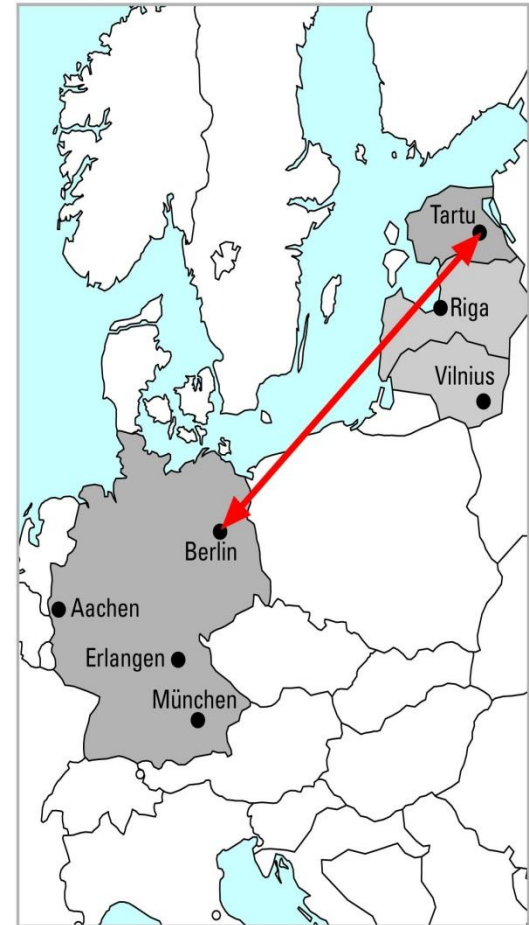 Tartu
Riga
Vilnius
Berlin
Aachen
Erlangen
München